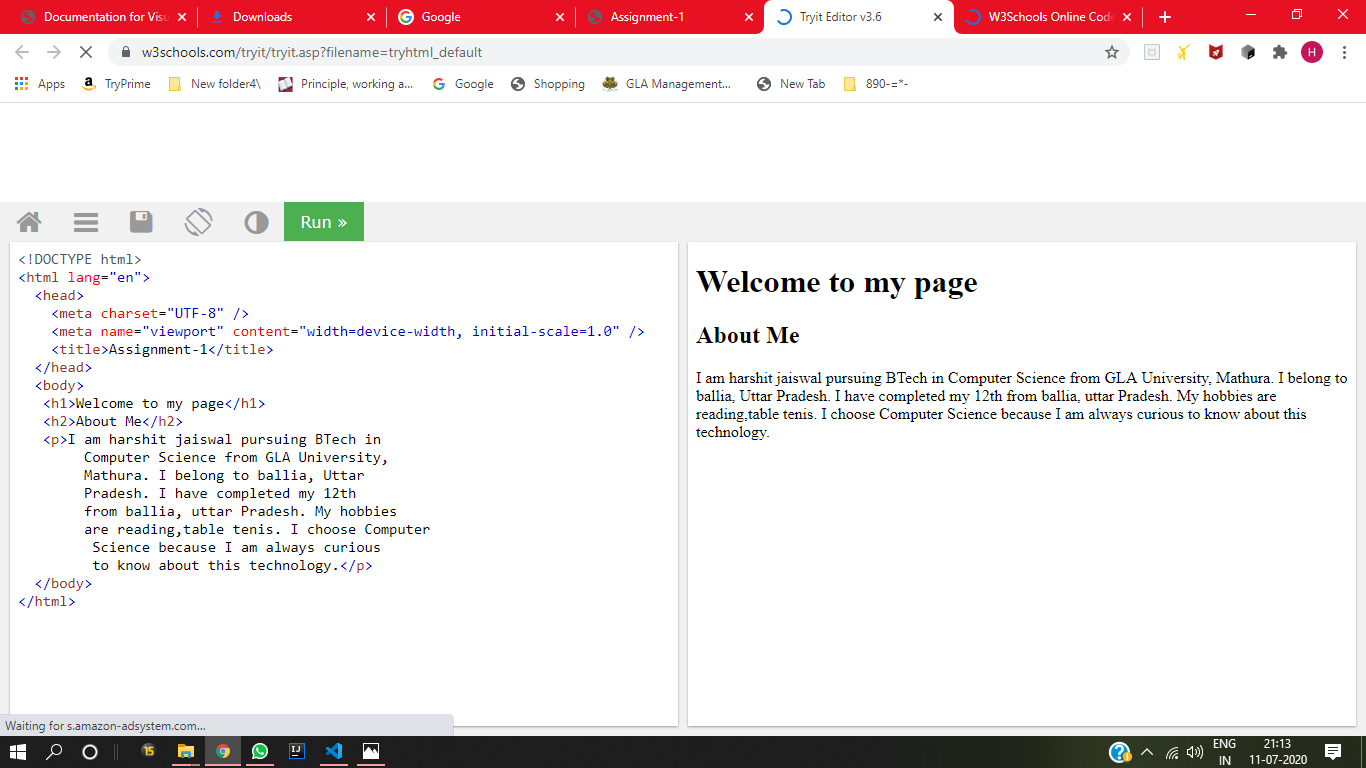 Documentation for Visu
Downloads
Google
Assignment-1
Tryit Editor v3.6
W3Schools Online Code
w3schools.com/tryit/tryit.asp?filename=tryhtml_default
H
Apps
TryPrime
New folder4\
Principle, working a...
Google
Shopping
GLA Management...
New Tab
890-=*-
Run »
<!DOCTYPE html>
<html lang="en">
<head>
<meta charset="UTF-8" />
<meta name="viewport" content="width=device-width, initial-scale=1.0" />
<title>Assignment-1</title>
</head>
<body>
<h1>Welcome to my page</h1>
<h2>About Me</h2>
<p>I am harshit jaiswal pursuing BTech in
Computer Science from GLA University,
Mathura. I belong to ballia, Uttar
Pradesh. I have completed my 12th
from ballia, uttar Pradesh. My hobbies
are reading,table tenis. I choose Computer
Science because I am always curious
to know about this technology.</p>
</body>
</html>
Welcome to my page
About Me
I am harshit jaiswal pursuing BTech in Computer Science from GLA University, Mathura. I belong to
ballia, Uttar Pradesh. I have completed my 12th from ballia, uttar Pradesh. My hobbies are
reading,table tenis. I choose Computer Science because I am always curious to know about this
technology.
Waiting for s.amazon-adsystem.com...
15
IJ
ENG
IN
21:13
11-07-2020